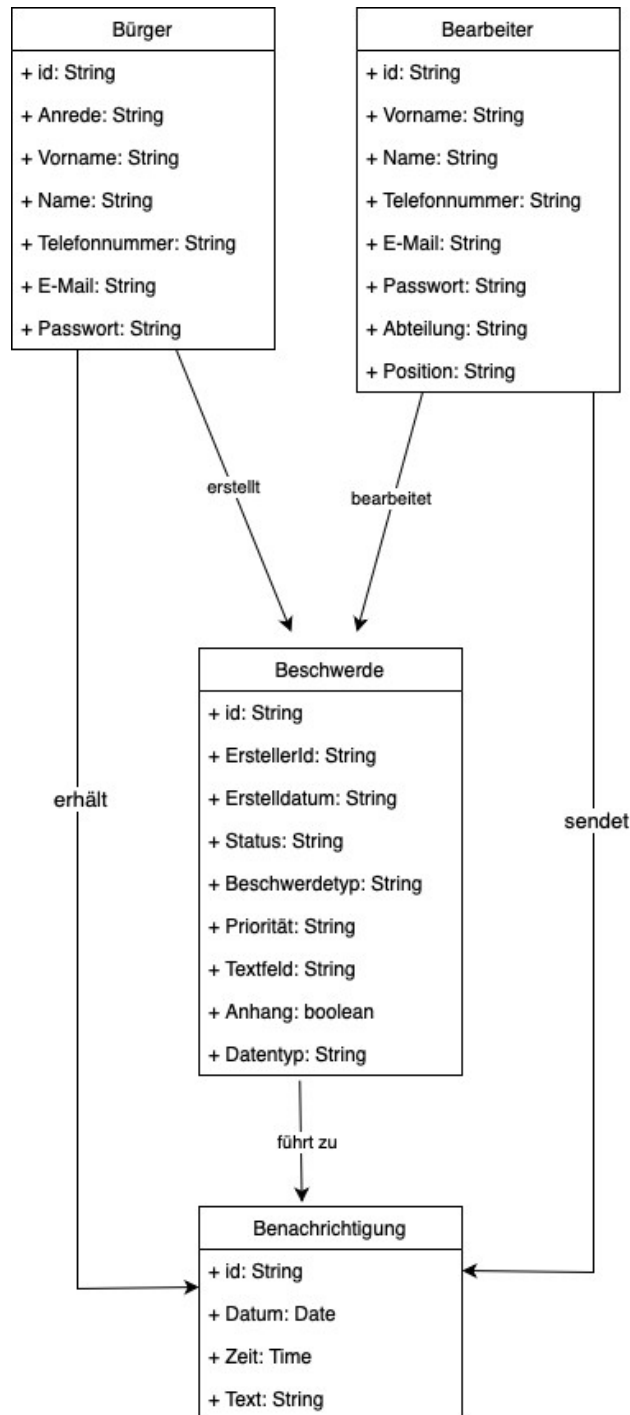 Bürger
+ id: String
+ Anrede: String
+ Vorname: String
+ Name: String
+ Telefonnummer: String
+ E-Mail: String
+ Passwort: String
Bearbeiter
+ id: String
+ Vorname: String
+ Name: String
+ Telefonnummer: String
+ E-Mail: String
+ Passwort: String
+ Abteilung: String
+ Position: String
erstellt
bearbeitet
Beschwerde
+ id: String
+ ErstellerId: String
+ Erstelldatum: String
+ Status: String
+ Beschwerdetyp: String
+ Priorität: String
+ Textfeld: String
+ Anhang: boolean
+ Datentyp: String
erhält
sendet
führt zu
Benachrichtigung
+ id: String
+ Datum: Date
+ Zeit: Time
+ Text: String